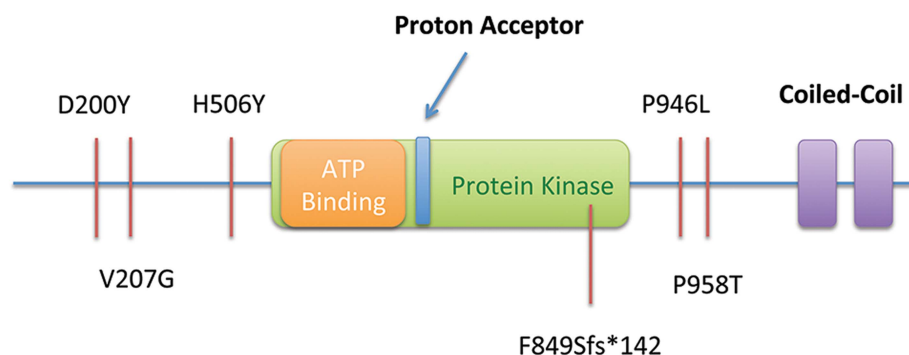 Proton Acceptor
D200Y
H506Y
P946L
Coiled-Coil
ATP
Binding
Protein Kinase
V207G
P958T
F849Sfs*142